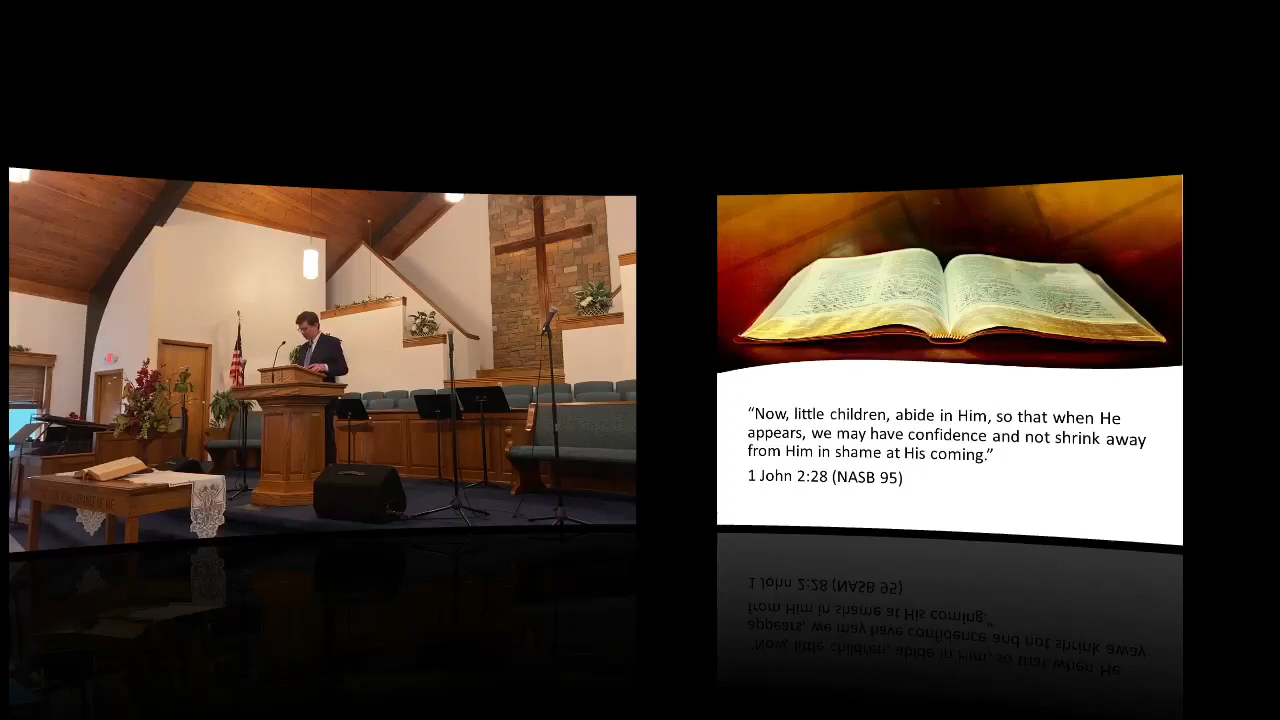 “Now, little children, abide in Him, so that when He
appears, we may have confidence and not shrink away
from Him in shame at His coming.”
1 John 2:28 (NASB 95)